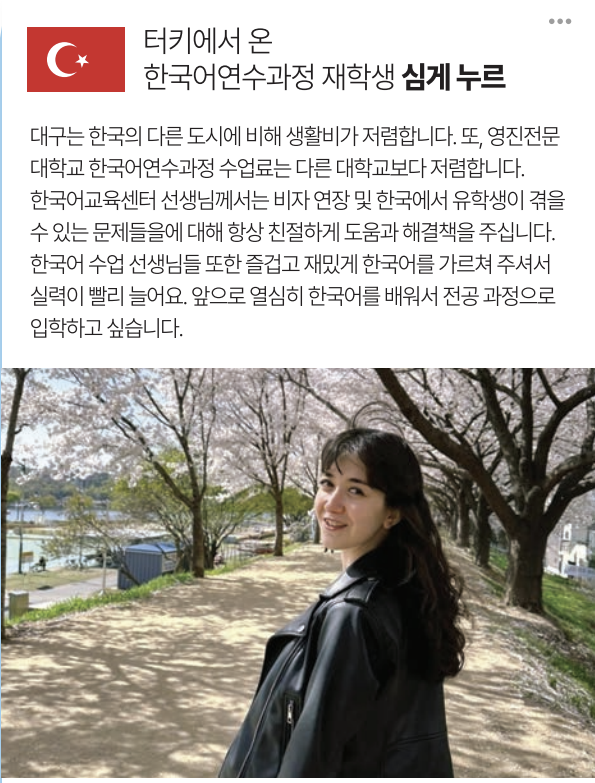 터키에서 온
한국어연수과정 재학생 심게 누르
대구는 한국의 다른 도시에 비해 생활비가 저렴합니다. 또, 영진전문
대학교 한국어연수과정 수업료는 다른 대학교보다 저렴합니다.
한국어교육센터 선생님께서는 비자 연장 및 한국에서 유학생이 겪을
수 있는 문제들을에 대해 항상 친절하게 도움과 해결책을 주십니다.
한국어 수업 선생님들 또한 즐겁고 재밌게 한국어를 가르쳐 주셔서
실력이 빨리 늘어요. 앞으로 열심히 한국어를 배워서 전공 과정으로
입학하고 싶습니다.